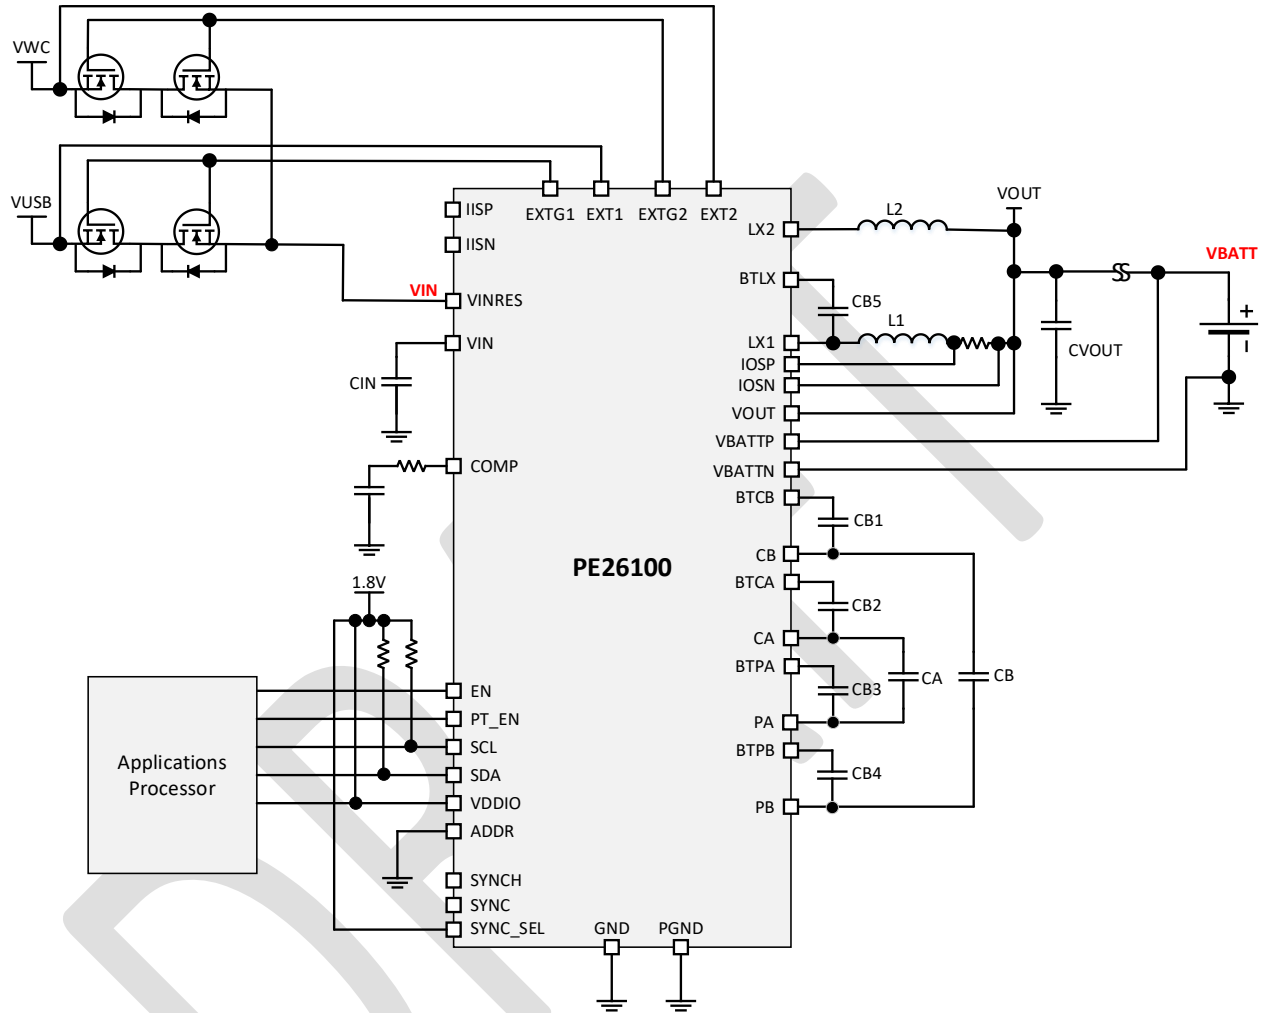 VWC
VUSB
IISP
IISN
VIN
VINRES
VIN
CIN
COMP
1.8V
Applications
Processor
EN
PT_EN
SCL
SDA
VDDIO
ADDR
SYNCH
SYNC
SYNC_SEL
EXTG1
EXT1
EXTG2
EXT2
PE26100
GND
PGND
LX2
BTLX
LX1
IOSP
IOSN
VOUT
VBATTP
VBATTN
BTCB
CB
BTCA
CA
BTPA
PA
BTPB
PB
L2
CB5
L1
VOUT
CVOUT
VBATT
+
-
CB1
CB2
CB3
CA
CB
CB4